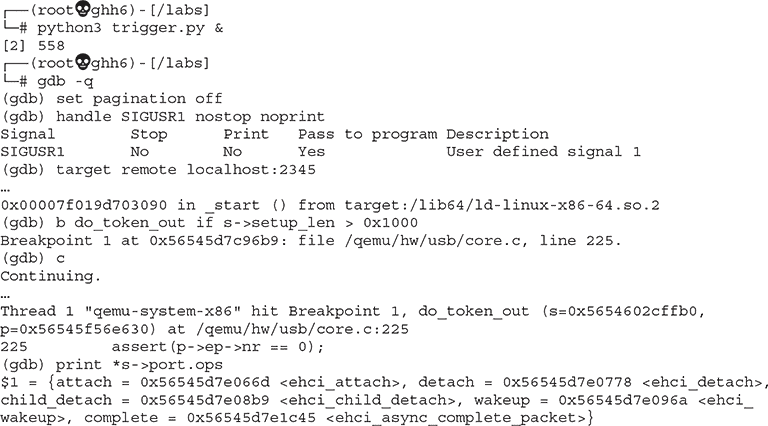 ┌──(root💀ghh6)-[/labs]
└─# python3 trigger.py &
[2] 558
┌──(root💀ghh6)-[/labs]
└─# gdb -q
(gdb) set pagination off
(gdb) handle SIGUSR1 nostop noprint
Signal        Stop      Print   Pass to program Description
SIGUSR1       No        No      Yes             User defined signal 1
(gdb) target remote localhost:2345
…
0x00007f019d703090 in _start () from target:/lib64/ld-linux-x86-64.so.2
(gdb) b do_token_out if s->setup_len > 0x1000
Breakpoint 1 at 0x56545d7c96b9: file /qemu/hw/usb/core.c, line 225.
(gdb) c
Continuing.
…
Thread 1 "qemu-system-x86" hit Breakpoint 1, do_token_out (s=0x5654602cffb0,
p=0x56545f56e630) at /qemu/hw/usb/core.c:225
225         assert(p->ep->nr == 0);
(gdb) print *s->port.ops
$1 = {attach = 0x56545d7e066d <ehci_attach>, detach = 0x56545d7e0778 <ehci_detach>,
child_detach = 0x56545d7e08b9 <ehci_child_detach>, wakeup = 0x56545d7e096a <ehci_
wakeup>, complete = 0x56545d7e1c45 <ehci_async_complete_packet>}